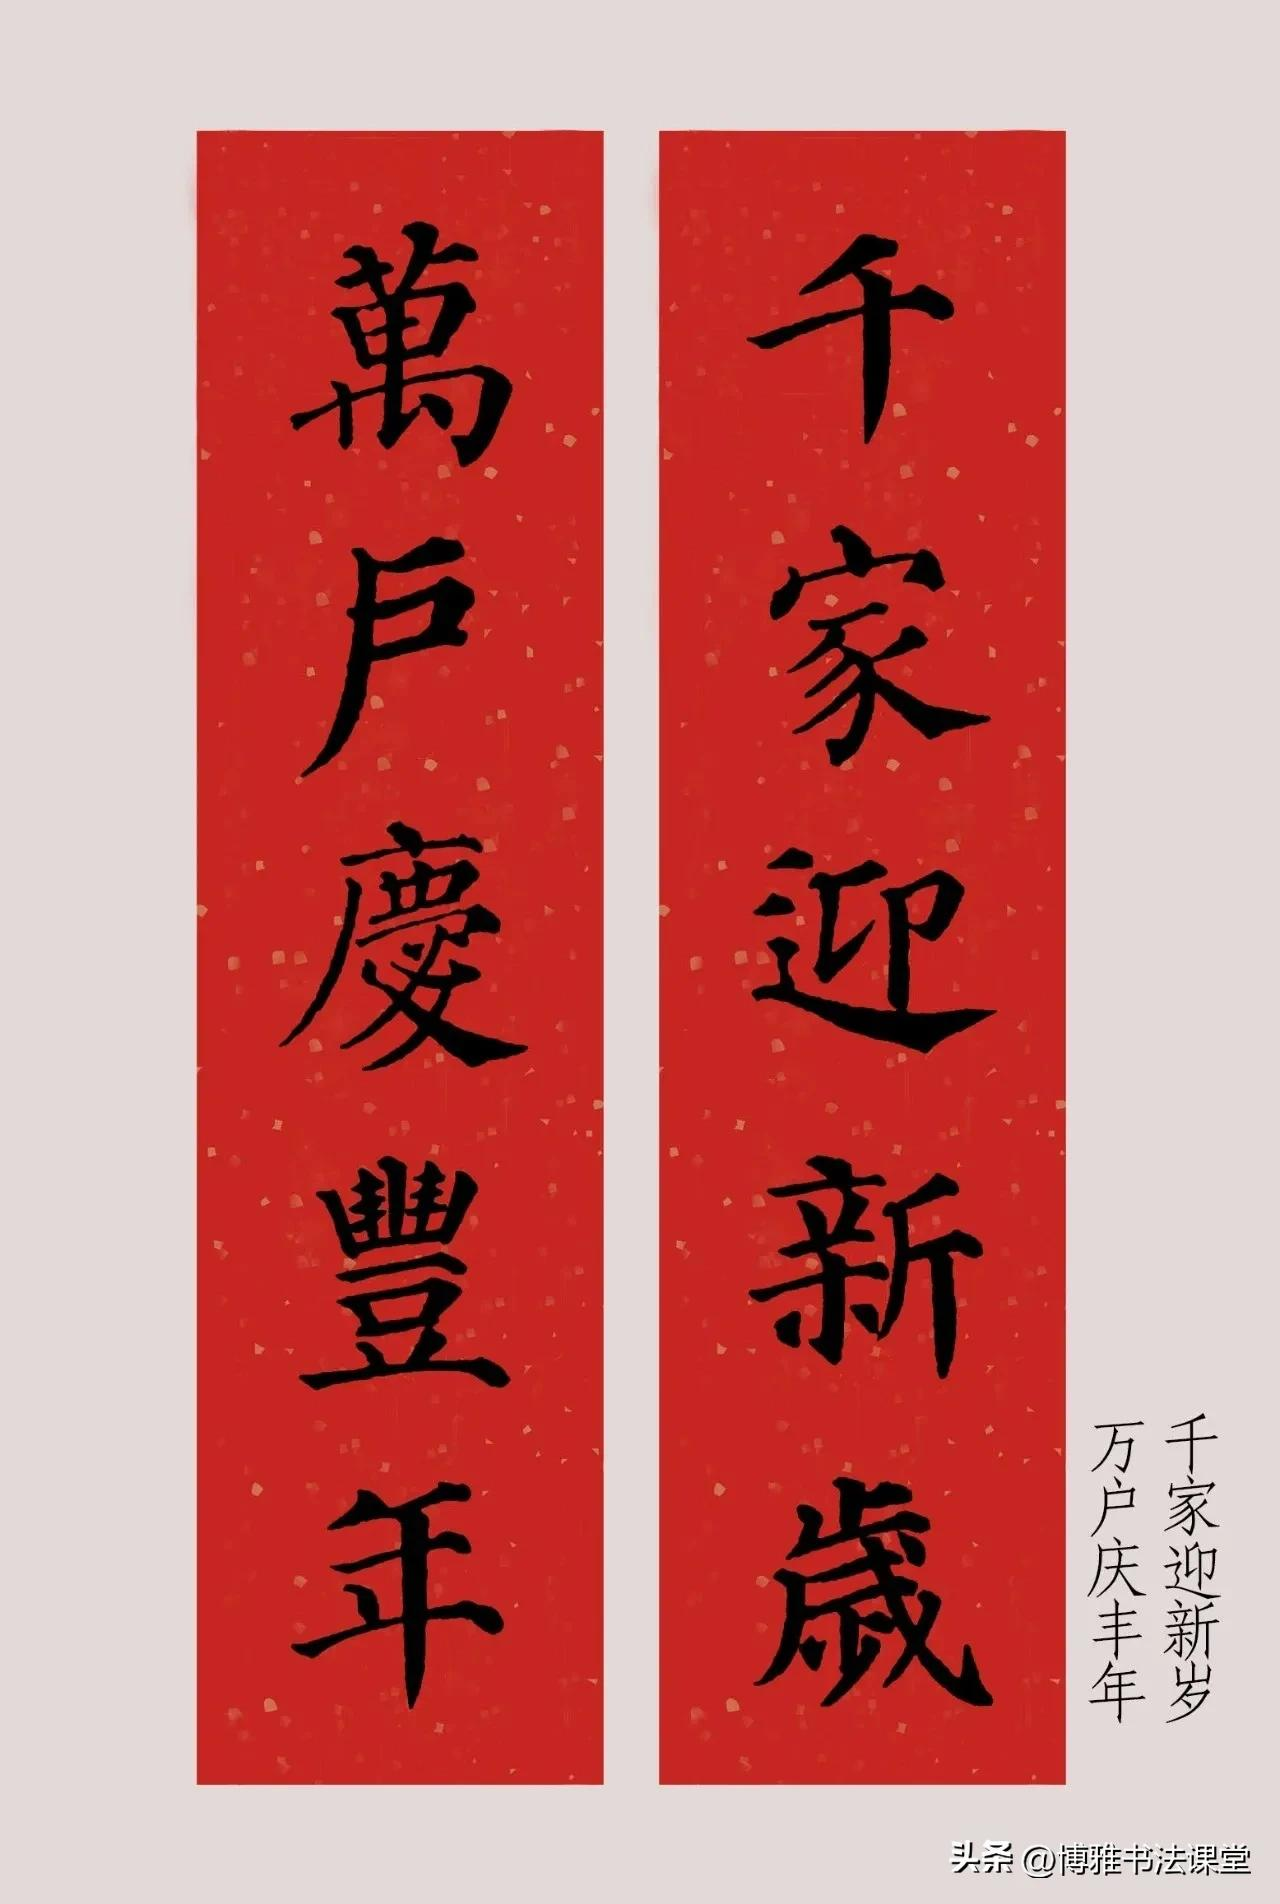 千家迎新歲
萬戶慶豐年
千家迎新岁
万户庆丰年
头条 @博雅书法课堂